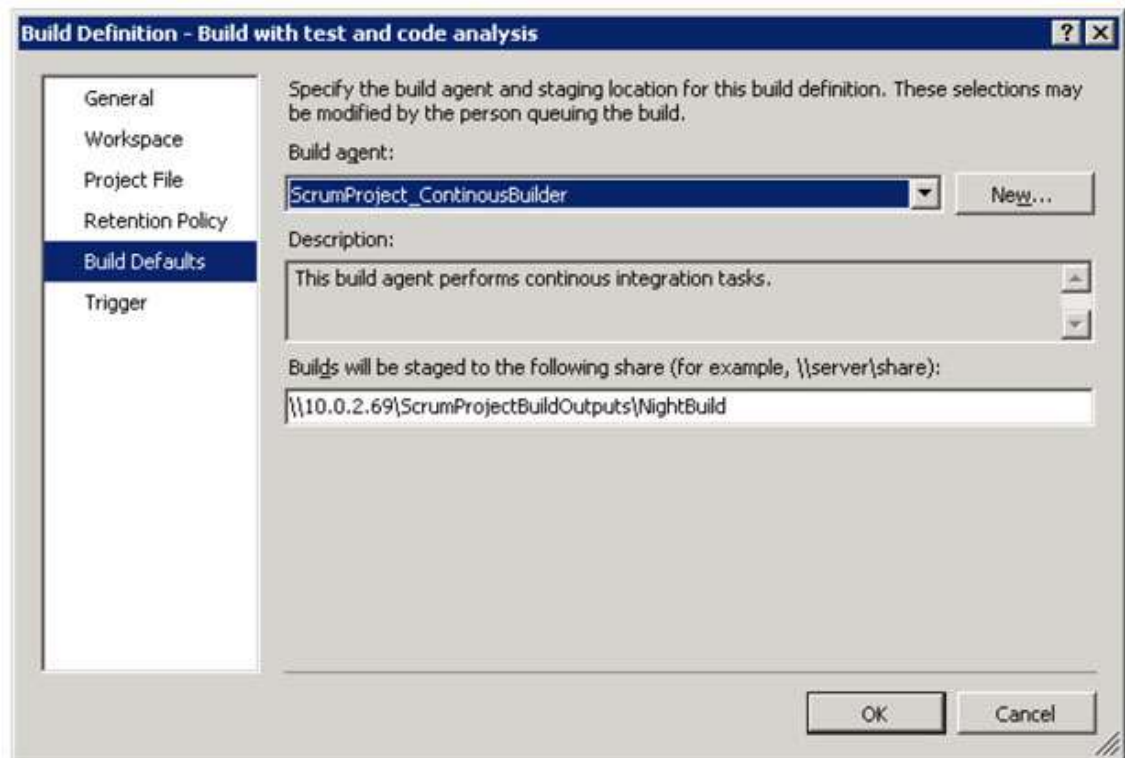 Build Definition - Build with test and code analysis
General
Workspace
Project File
Retention Policy
Build Defaults
Trigger
Specify the build agent and staging location for this build definition. These selections may
be modified by the person queuing the build.
Build agent:
ScrumProject_ContinousBuilder
New...
Description:
This build agent performs continous integration tasks.
Builds will be staged to the following share (for example, \\server\share):
\\10.0.2.69\ScrumProjectBuildOutputs\NightBuild
OK
Cancel